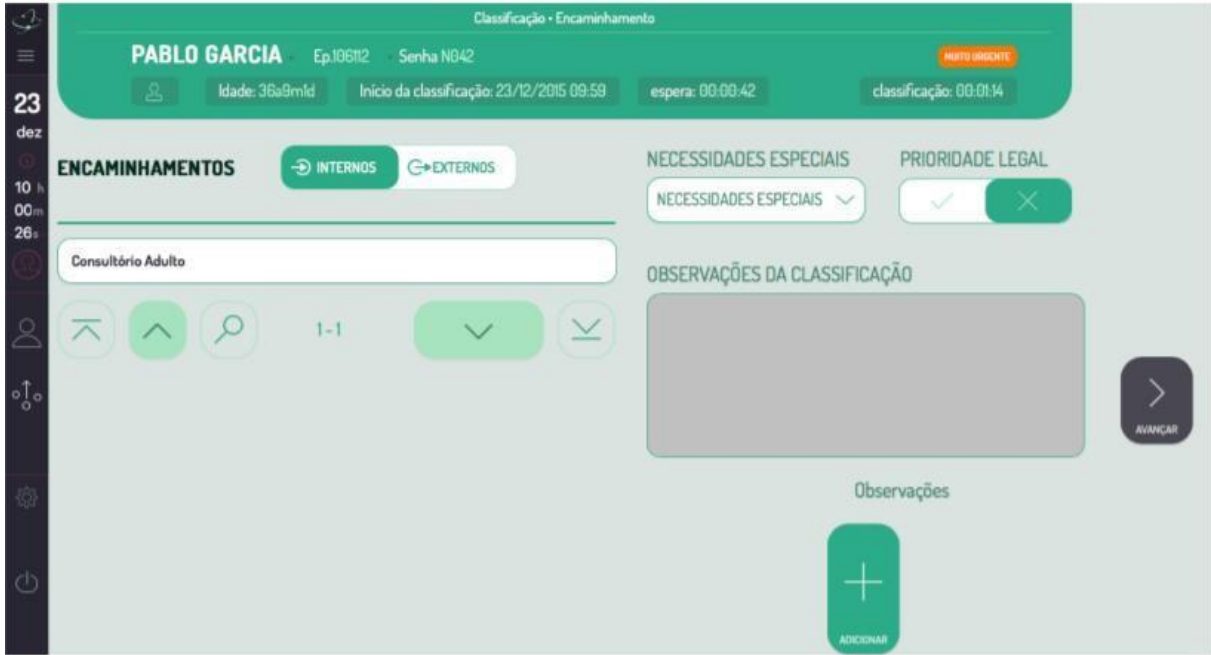 Classificação • Encaminhamento
PABLO GARCIA Ep.106112 Senha N042
MUITO URGENTE
Idade: 36a9m1d Início da classificação: 23/12/2015 09:59 espera: 00:00:42 classificação: 00:01:14
23
dez
10 h
00m
26s
ENCAMINHAMENTOS INTERNOS EXTERNOS
NECESSIDADES ESPECIAIS PRIORIDADE LEGAL
NECESSIDADES ESPECIAIS
Consultório Adulto
OBSERVAÇÕES DA CLASSIFICAÇÃO
1-1
AVANÇAR
Observações
ADICIONAR